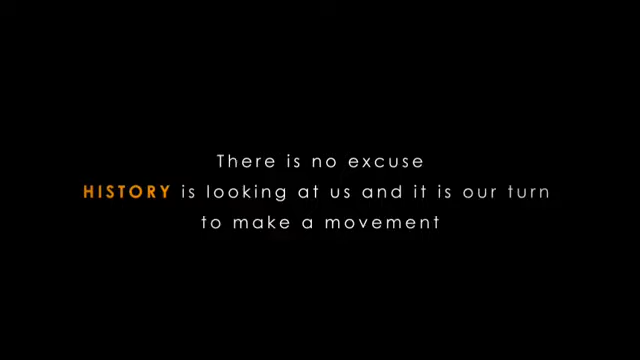 There is no excuse
HISTORY is looking at us and it is our turn
to make a movement